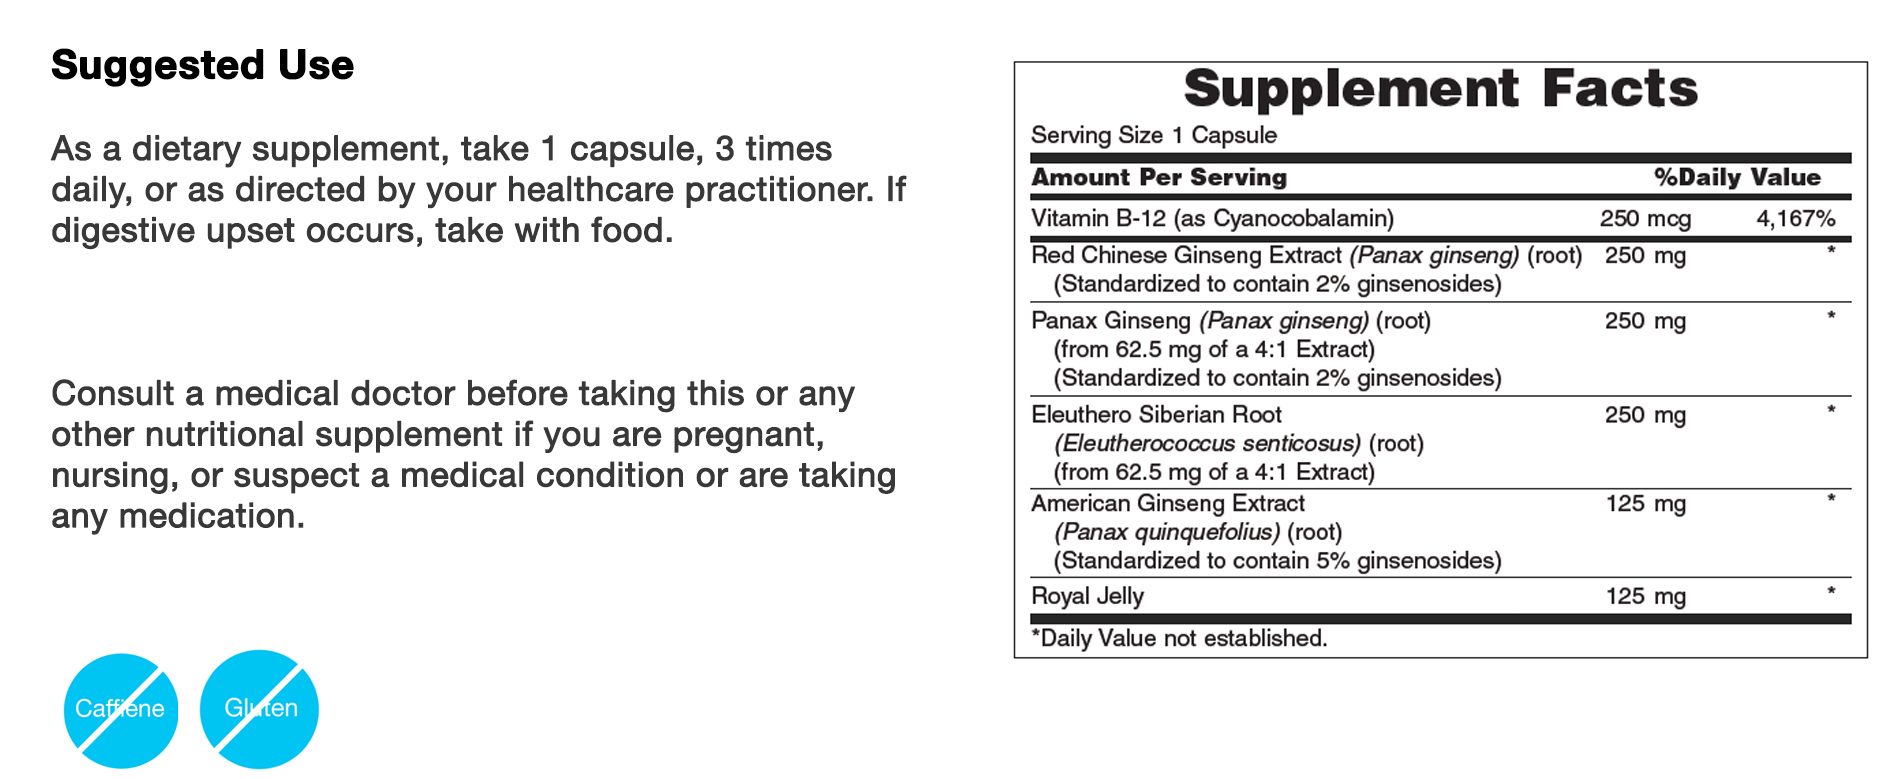 Suggested Use
As a dietary supplement, take 1 capsule, 3 times
daily, or as directed by your healthcare practitioner. If
digestive upset occurs, take with food.
Consult a medical doctor before taking this or any
other nutritional supplement if you are pregnant,
nursing, or suspect a medical condition or are taking
any medication.
Caffiene
Gluten
Supplement Facts
Serving Size 1 Capsule
Amount Per Serving %Daily Value
Vitamin B-12 (as Cyanocobalamin) 250 mcg 4,167%
Red Chinese Ginseng Extract (Panax ginseng) (root) 250 mg *
(Standardized to contain 2% ginsenosides)
Panax Ginseng (Panax ginseng) (root) 250 mg *
(from 62.5 mg of a 4:1 Extract)
(Standardized to contain 2% ginsenosides)
Eleuthero Siberian Root 250 mg *
(Eleutherococcus senticosus) (root)
(from 62.5 mg of a 4:1 Extract)
American Ginseng Extract 125 mg *
(Panax quinquefolius) (root)
(Standardized to contain 5% ginsenosides)
Royal Jelly 125 mg *
*Daily Value not established.